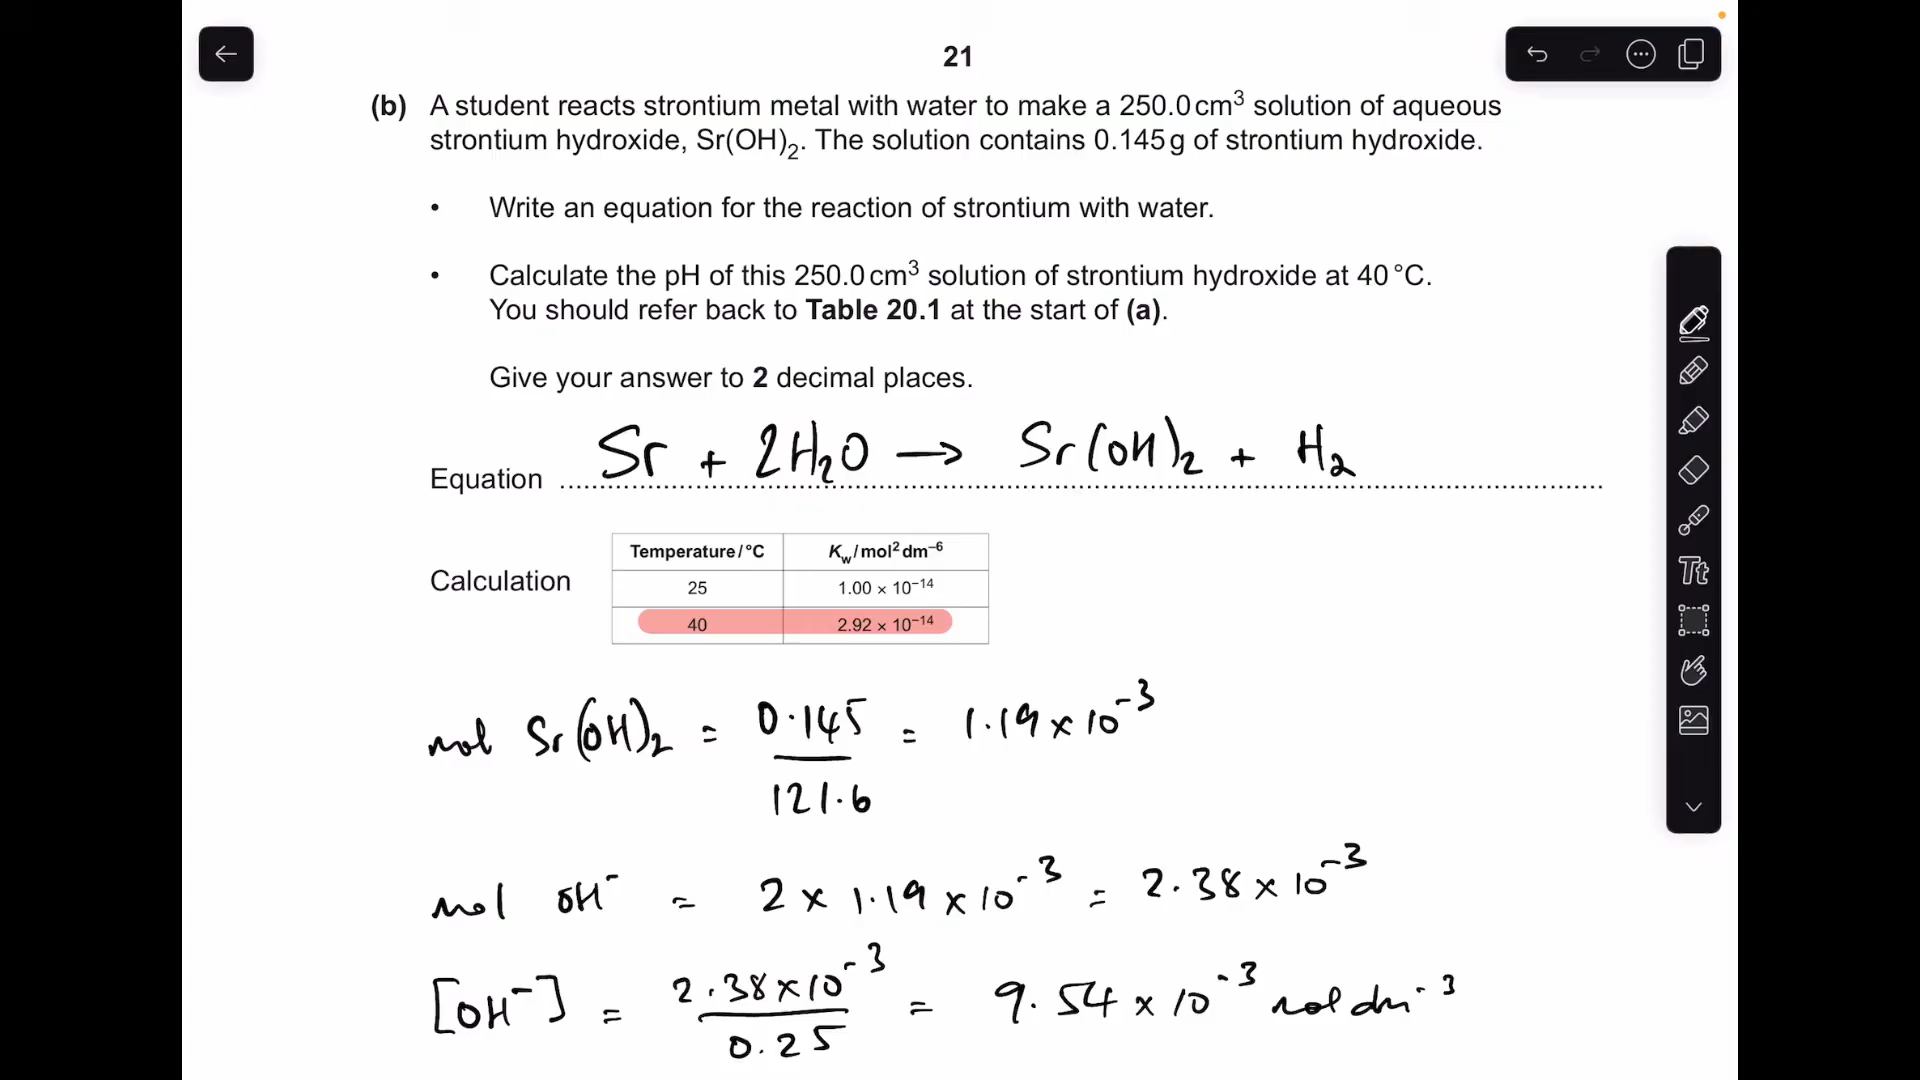 21
(b) A student reacts strontium metal with water to make a 250.0 cm³ solution of aqueous
strontium hydroxide, Sr(OH)₂. The solution contains 0.145 g of strontium hydroxide.
• Write an equation for the reaction of strontium with water.
• Calculate the pH of this 250.0 cm³ solution of strontium hydroxide at 40 °C.
You should refer back to Table 20.1 at the start of (a).
Give your answer to 2 decimal places.
Equation Sr + 2H₂O → Sr(OH)₂ + H₂
Calculation
Temperature / °C Kw / mol² dm⁻⁶
25 1.00 × 10⁻¹⁴
40 2.92 × 10⁻¹⁴
mol Sr(OH)₂ = 0.145 / 121.6 = 1.19 × 10⁻³
mol OH⁻ = 2 × 1.19 × 10⁻³ = 2.38 × 10⁻³
[OH⁻] = 2.38 × 10⁻³ / 0.25 = 9.54 × 10⁻³ mol dm⁻³
Tt